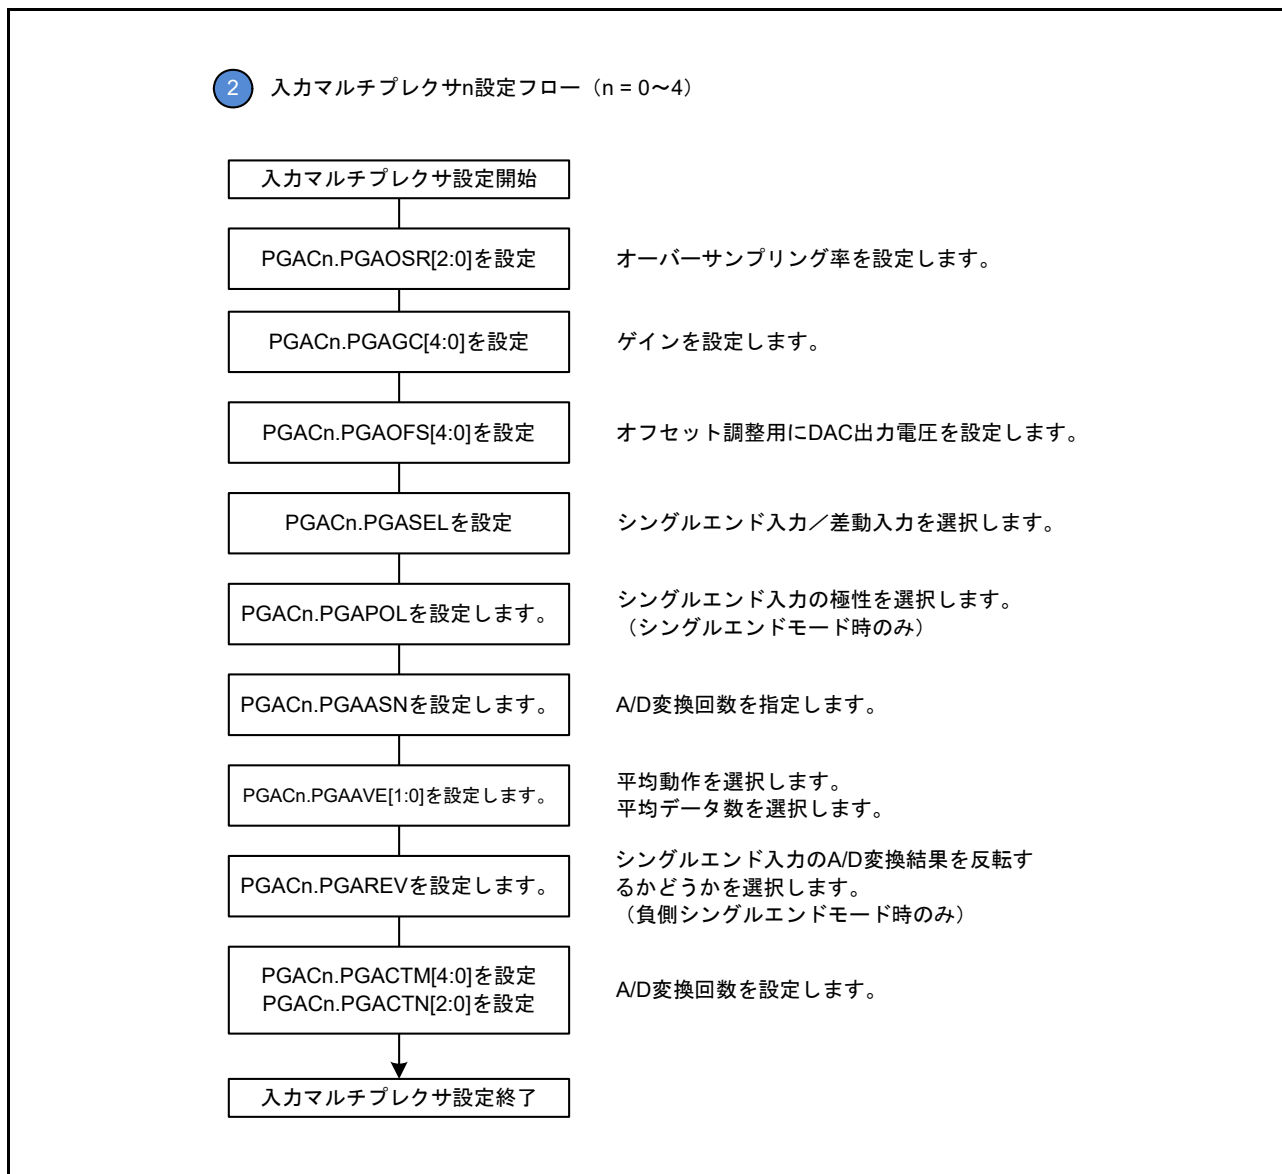 2 入力マルチプレクサn設定フロー（n = 0～4）
入力マルチプレクサ設定開始
PGACn.PGAOSR[2:0]を設定
オーバーサンプリング率を設定します。
PGACn.PGAGC[4:0]を設定
ゲインを設定します。
PGACn.PGAOFS[4:0]を設定
オフセット調整用にDAC出力電圧を設定します。
PGACn.PGASELを設定
シングルエンド入力／差動入力を選択します。
PGACn.PGAPOLを設定します。
シングルエンド入力の極性を選択します。
（シングルエンドモード時のみ）
PGACn.PGAASNを設定します。
A/D変換回数を指定します。
PGACn.PGAAVE[1:0]を設定します。
平均動作を選択します。
平均データ数を選択します。
PGACn.PGAREVを設定します。
シングルエンド入力のA/D変換結果を反転す
るかどうかを選択します。
（負側シングルエンドモード時のみ）
PGACn.PGACTM[4:0]を設定
PGACn.PGACTN[2:0]を設定
A/D変換回数を設定します。
入力マルチプレクサ設定終了